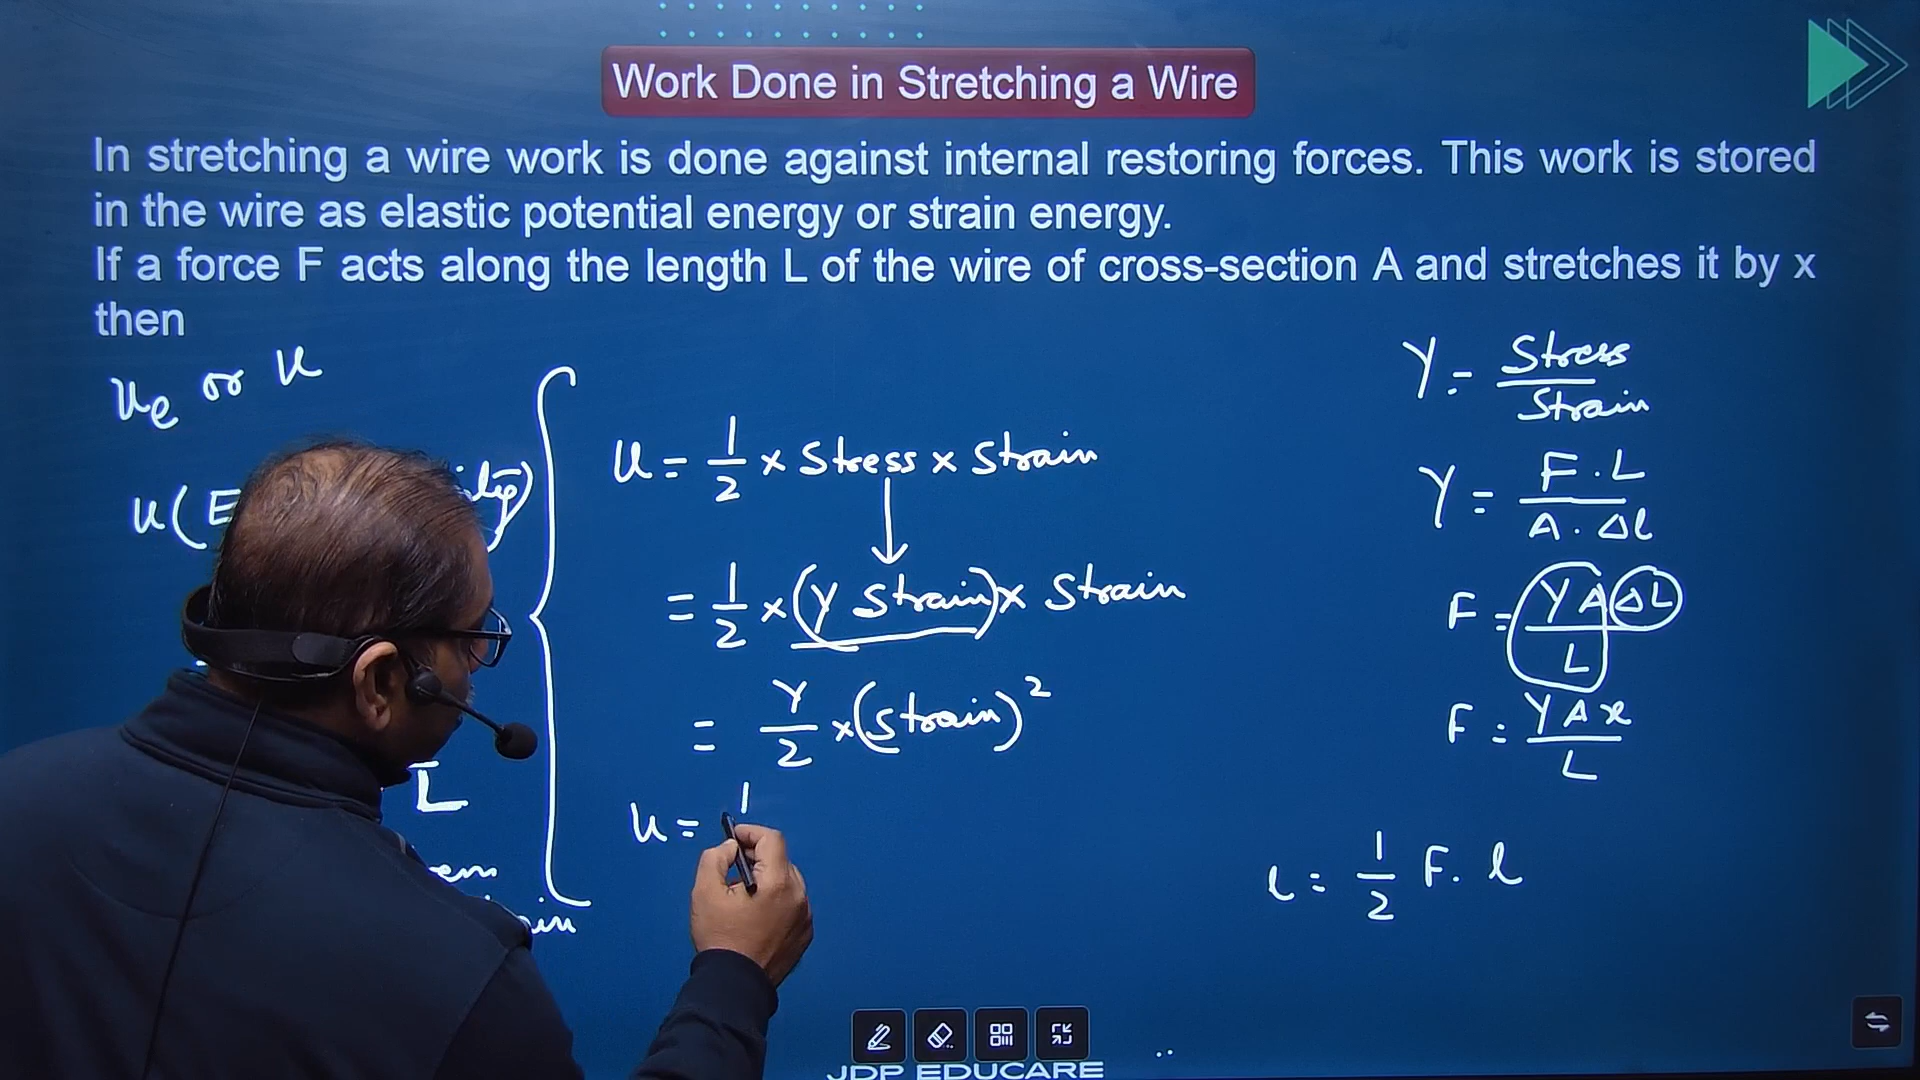 Work Done in Stretching a Wire
In stretching a wire work is done against internal restoring forces. This work is stored
in the wire as elastic potential energy or strain energy.
If a force F acts along the length L of the wire of cross-section A and stretches it by x
then
Ue or U
U(E
U = 1/2 × Stress × Strain
= 1/2 × (Y Strain) × Strain
= Y/2 × (Strain)²
U = 1
L
Y = Stress/Strain
Y = F.L/A.Δl
F = YAΔL/L
F = YAx/L
= 1/2 F. l
JDP EDUCARE